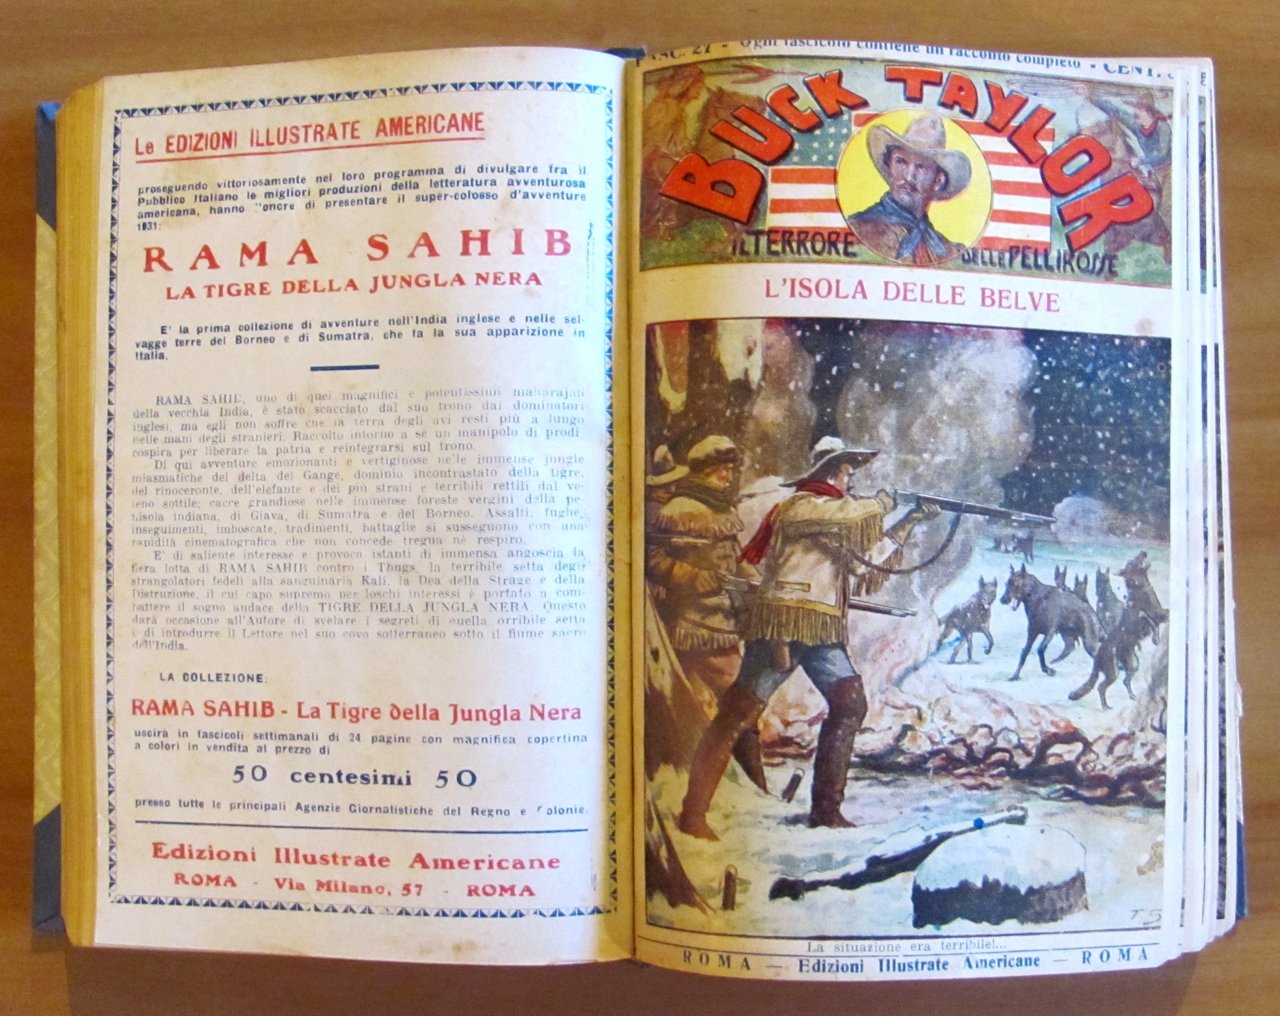 Le EDIZIONI ILLUSTRATE AMERICANE
proseguendo vittoriosamente nel loro programma di divulgare fra il
Pubblico Italiano le migliori produzioni della letteratura avventurosa
americana, hanno l'oncre di presentare il super-colosso d'avventure
1931:
RAMA SAHIB
LA TIGRE DELLA JUNGLA NERA
E' la prima collezione di avventure nell'India inglese e nelle sel-
vagge terre del Borneo e di Sumatra, che fa la sua apparizione in
Italia.
RAMA SAHIB, uno di quei magnifici e potentissimi maharajah
della vecchia India, è stato scacciato dal suo trono dai dominatori
inglesi, ma egli non soffre che la terra degli avi resti più a lungo
nelle mani degli stranieri. Raccolto intorno a se un manipolo di prodi
cospira per liberare la patria e reintegrarsi sul trono.
Di qui avventure emozionanti e vertiginose nelle immense jungle
miasmatiche del delta del Gange, dominio incontrastato della tigre,
del rinoceronte, dell'elefante e dei più strani e terribili rettili dal ve-
leno sottile; cacce grandiose nelle immense foreste vergini della pe-
nisola indiana, di Giava, di Sumatra e del Borneo. Assalti, fughe,
inseguimenti, imboscate, tradimenti, battaglie si susseguono con una
rapidità cinematografica che non concede tregua nè respiro.
E' di saliente interesse e provoca istanti di immensa angoscia la
fiera lotta di RAMA SAHIB contro i Thugs, la terribile setta degli
strangolatori fedeli alla sanguinaria Kali, la Dea della Strage e della
Distruzione, il cui capo supremo per loschi interessi è portato a com-
battere il sogno audace della TIGRE DELLA JUNGLA NERA. Questo
darà occasione all'Autore di svelare i segreti di quella orribile setta
e di introdurre il Lettore nel suo covo sotterraneo sotto il fiume sacro
dell'India.
LA COLLEZIONE:
RAMA SAHIB - La Tigre della Jungla Nera
uscirà in fascicoli settimanali di 24 pagine con magnifica copertina
a colori in vendita al prezzo di
50 centesimi 50
presso tutte le principali Agenzie Giornalistiche del Regno e Colonie.
Edizioni Illustrate Americane
ROMA - Via Milano, 57 - ROMA
FASC. 27 - Ogni fascicolo contiene un racconto completo - CENT.
BUCK TAYLOR
IL TERRORE DELLE PELLIROSSE
L'ISOLA DELLE BELVE
T. S
La situazione era terribile!...
ROMA — Edizioni Illustrate Americane — ROMA